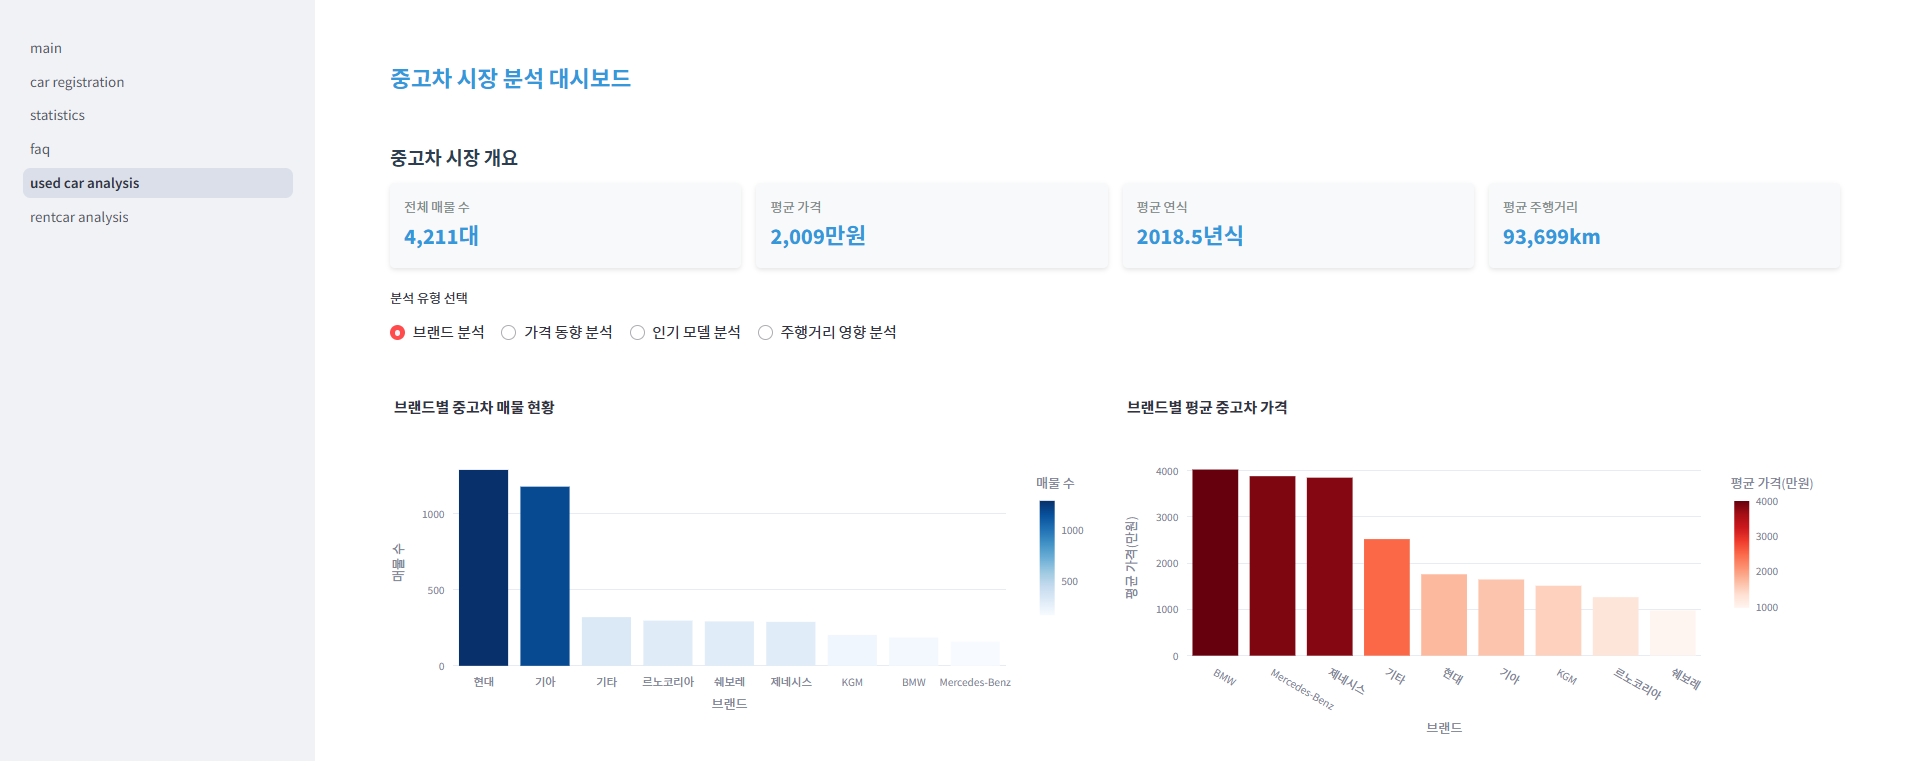 main
car registration
statistics
faq
used car analysis
rentcar analysis
중고차 시장 분석 대시보드
중고차 시장 개요
전체 매물 수
4,211대
평균 가격
2,009만원
평균 연식
2018.5년식
평균 주행거리
93,699km
분석 유형 선택
브랜드 분석 가격 동향 분석 인기 모델 분석 주행거리 영향 분석
브랜드별 중고차 매물 현황
매물 수
1000
500
0
현대 기아 기타 르노코리아 쉐보레 제네시스 KGM BMW Mercedes-Benz
브랜드
매물 수
1000
500
브랜드별 평균 중고차 가격
평균 가격(만원)
4000
3000
2000
1000
0
BMW Mercedes-Benz 제네시스 기타 현대 기아 KGM 르노코리아 쉐보레
브랜드
평균 가격(만원)
4000
3000
2000
1000